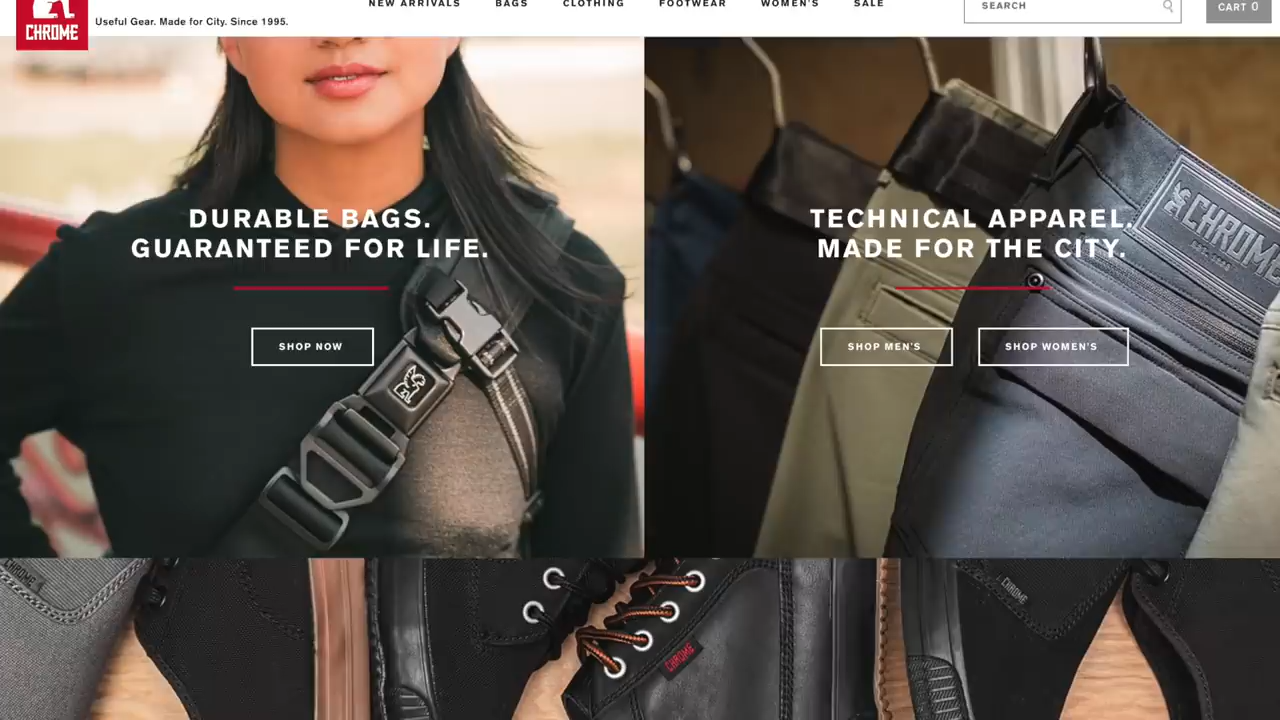 NEW ARRIVALS BAGS CLOTHING FOOTWEAR WOMEN'S SALE
SEARCH
CART 0
CHROME
Useful Gear. Made for City. Since 1995.
DURABLE BAGS.
GUARANTEED FOR LIFE.
SHOP NOW
TECHNICAL APPAREL.
MADE FOR THE CITY.
SHOP MEN'S SHOP WOMEN'S
CHROME
CHROME
CHROME
CHROME